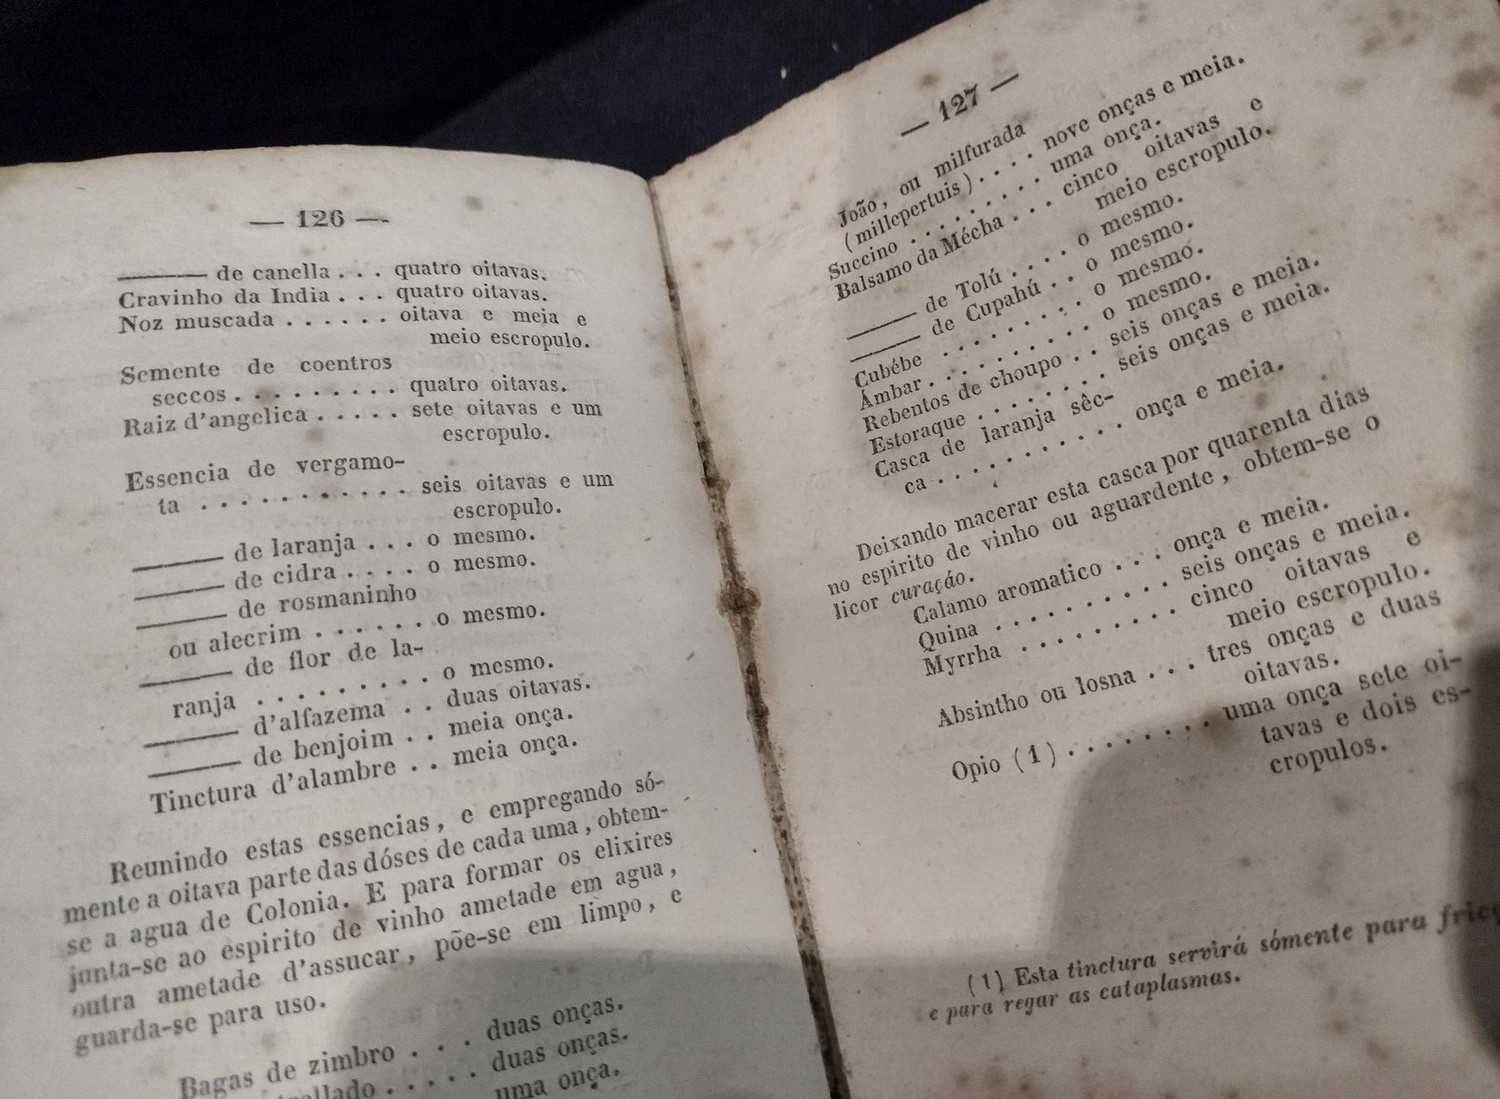 — 126 —
——— de canella . . . quatro oitavas.
Cravinho da India . . . quatro oitavas.
Noz muscada . . . . . . oitava e meia e
meio escropulo.
Semente de coentros
seccos . . . . . . . . . quatro oitavas.
Raiz d'angelica . . . . . sete oitavas e um
escropulo.
Essencia de vergamo-
ta . . . . . . . . . . . seis oitavas e um
escropulo.
——— de laranja . . . o mesmo.
——— de cidra . . . . o mesmo.
——— de rosmaninho
ou alecrim . . . . . . o mesmo.
——— de flor de la-
ranja . . . . . . . . . o mesmo.
——— d'alfazema . . duas oitavas.
——— de benjoim . . meia onça.
Tinctura d'alambre . . meia onça.
Reunindo estas essencias, e empregando só-
mente a oitava parte das dóses de cada uma, obtem-
se a agua de Colonia. E para formar os elixires
junta-se ao espirito de vinho ametade em agua,
outra ametade d'assucar, põe-se em limpo, e
guarda-se para uso.
Bagas de zimbro . . . duas onças.
. . . . . duas onças.
uma onça.
— 127 —
João, ou milfurada
(millepertuis) . . . . nove onças e meia.
Succino . . . . . . . . . uma onça.
Balsamo da Mécha . . . cinco oitavas e
meio escropulo.
——— de Tolú . . . . o mesmo.
——— de Cupahú . . o mesmo.
Cubébe . . . . . . . . . o mesmo.
Ámbar . . . . . . . . . . o mesmo.
Rebentos de choupo . . seis onças e meia.
Estoraque . . . . . . . . seis onças e meia.
Casca de laranja sêc-
ca . . . . . . . . . . . onça e meia.
Deixando macerar esta casca por quarenta dias
no espirito de vinho ou aguardente, obtem-se o
licor curação.
Calamo aromatico . . . onça e meia.
Quina . . . . . . . . . seis onças e meia.
Myrrha . . . . . . . . . cinco oitavas e
meio escropulo.
Absintho ou losna . . . tres onças e duas
oitavas.
Opio (1) . . . . . . . . uma onça sete oi-
tavas e dois es-
cropulos.
(1) Esta tinctura servirá sómente para
e para regar as cataplasmas.